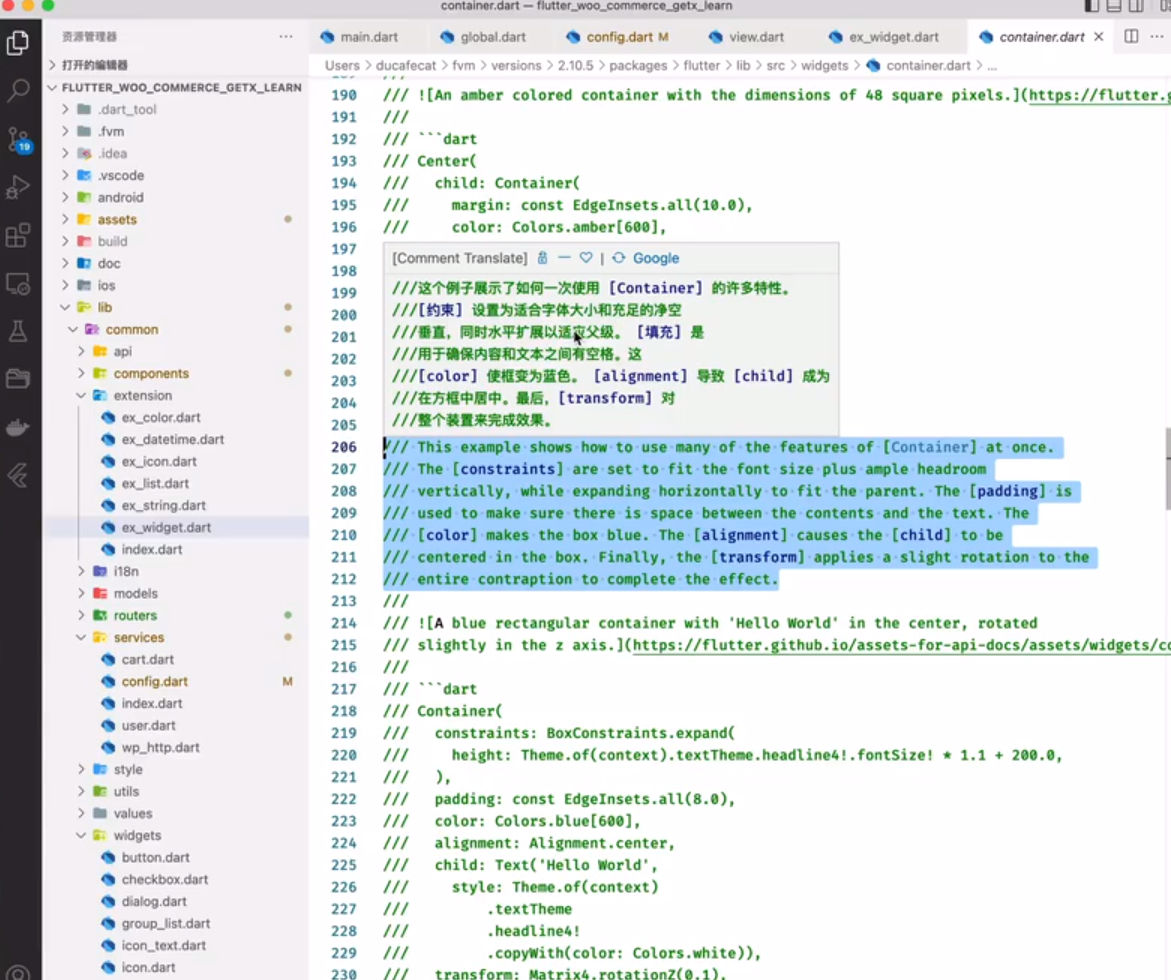 container.dart — flutter_woo_commerce_getx_learn
资源管理器
main.dart
global.dart
config.dart M
view.dart
ex_widget.dart
container.dart
Users > ducafecat > fvm > versions > 2.10.5 > packages > flutter > lib > src > widgets > container.dart > ...
打开的编辑器
FLUTTER_WOO_COMMERCE_GETX_LEARN
.dart_tool
.fvm
.idea
.vscode
android
assets
build
doc
ios
lib
common
api
components
extension
ex_color.dart
ex_datetime.dart
ex_icon.dart
ex_list.dart
ex_string.dart
ex_widget.dart
index.dart
i18n
models
routers
services
cart.dart
config.dart M
index.dart
user.dart
wp_http.dart
style
utils
values
widgets
button.dart
checkbox.dart
dialog.dart
group_list.dart
icon_text.dart
icon.dart
19
190 /// ![An amber colored container with the dimensions of 48 square pixels.](https://flutter.g
191 ///
192 /// ```dart
193 /// Center(
194 ///   child: Container(
195 ///     margin: const EdgeInsets.all(10.0),
196 ///     color: Colors.amber[600],
197
198
199
200
201
202
203
204
205
[Comment Translate] | Google
///这个例子展示了如何一次使用 [Container] 的许多特性。
///[约束] 设置为适合字体大小和充足的净空
///垂直，同时水平扩展以适应父级。 [填充] 是
///用于确保内容和文本之间有空格。这
///[color] 使框变为蓝色。 [alignment] 导致 [child] 成为
///在方框中居中。最后，[transform] 对
///整个装置来完成效果。
206 /// This example shows how to use many of the features of [Container] at once.
207 /// The [constraints] are set to fit the font size plus ample headroom
208 /// vertically, while expanding horizontally to fit the parent. The [padding] is
209 /// used to make sure there is space between the contents and the text. The
210 /// [color] makes the box blue. The [alignment] causes the [child] to be
211 /// centered in the box. Finally, the [transform] applies a slight rotation to the
212 /// entire contraption to complete the effect.
213 ///
214 /// ![A blue rectangular container with 'Hello World' in the center, rotated
215 /// slightly in the z axis.](https://flutter.github.io/assets-for-api-docs/assets/widgets/co
216 ///
217 /// ```dart
218 /// Container(
219 ///   constraints: BoxConstraints.expand(
220 ///     height: Theme.of(context).textTheme.headline4!.fontSize! * 1.1 + 200.0,
221 ///   ),
222 ///   padding: const EdgeInsets.all(8.0),
223 ///   color: Colors.blue[600],
224 ///   alignment: Alignment.center,
225 ///   child: Text('Hello World',
226 ///     style: Theme.of(context)
227 ///         .textTheme
228 ///         .headline4!
229 ///         .copyWith(color: Colors.white)),
230 ///   transform: Matrix4.rotationZ(0.1),